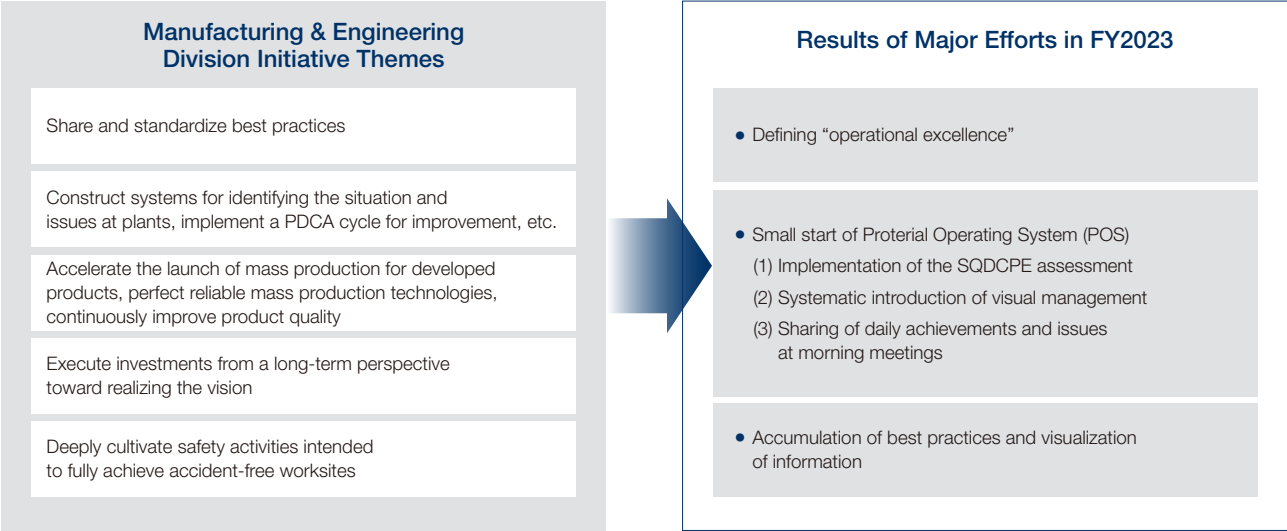 Manufacturing & Engineering
Division Initiative Themes
Share and standardize best practices
Construct systems for identifying the situation and
issues at plants, implement a PDCA cycle for improvement, etc.
Accelerate the launch of mass production for developed
products, perfect reliable mass production technologies,
continuously improve product quality
Execute investments from a long-term perspective
toward realizing the vision
Deeply cultivate safety activities intended
to fully achieve accident-free worksites
Results of Major Efforts in FY2023
● Defining “operational excellence”
● Small start of Proterial Operating System (POS)
(1) Implementation of the SQDCPE assessment
(2) Systematic introduction of visual management
(3) Sharing of daily achievements and issues
at morning meetings
● Accumulation of best practices and visualization
of information